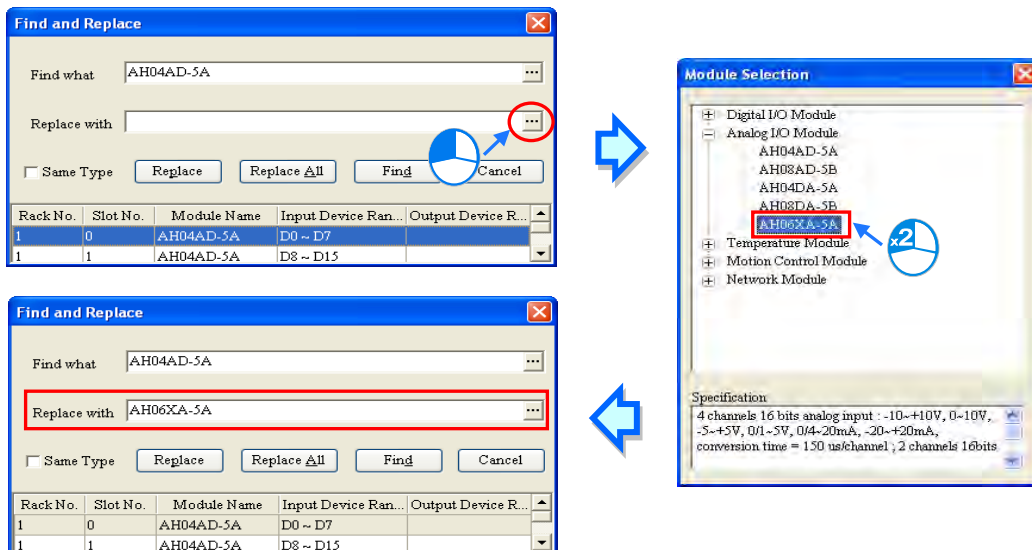 Find and Replace
Find what AH04AD-5A ...
Replace with ...
Same Type Replace Replace All Find Cancel
Rack No. Slot No. Module Name Input Device Ran... Output Device R...
1 0 AH04AD-5A D0 ~ D7
1 1 AH04AD-5A D8 ~ D15
Module Selection
Digital I/O Module
Analog I/O Module
AH04AD-5A
AH08AD-5B
AH04DA-5A
AH08DA-5B
AH06XA-5A
x2
Temperature Module
Motion Control Module
Network Module
Specification
4 channels 16 bits analog input : -10~+10V, 0~10V,
-5~+5V, 0/1~5V, 0/4~20mA, -20~+20mA,
conversion time = 150 us/channel ; 2 channels 16bits
Find and Replace
Find what AH04AD-5A ...
Replace with AH06XA-5A ...
Same Type Replace Replace All Find Cancel
Rack No. Slot No. Module Name Input Device Ran... Output Device R...
1 0 AH04AD-5A D0 ~ D7
1 1 AH04AD-5A D8 ~ D15